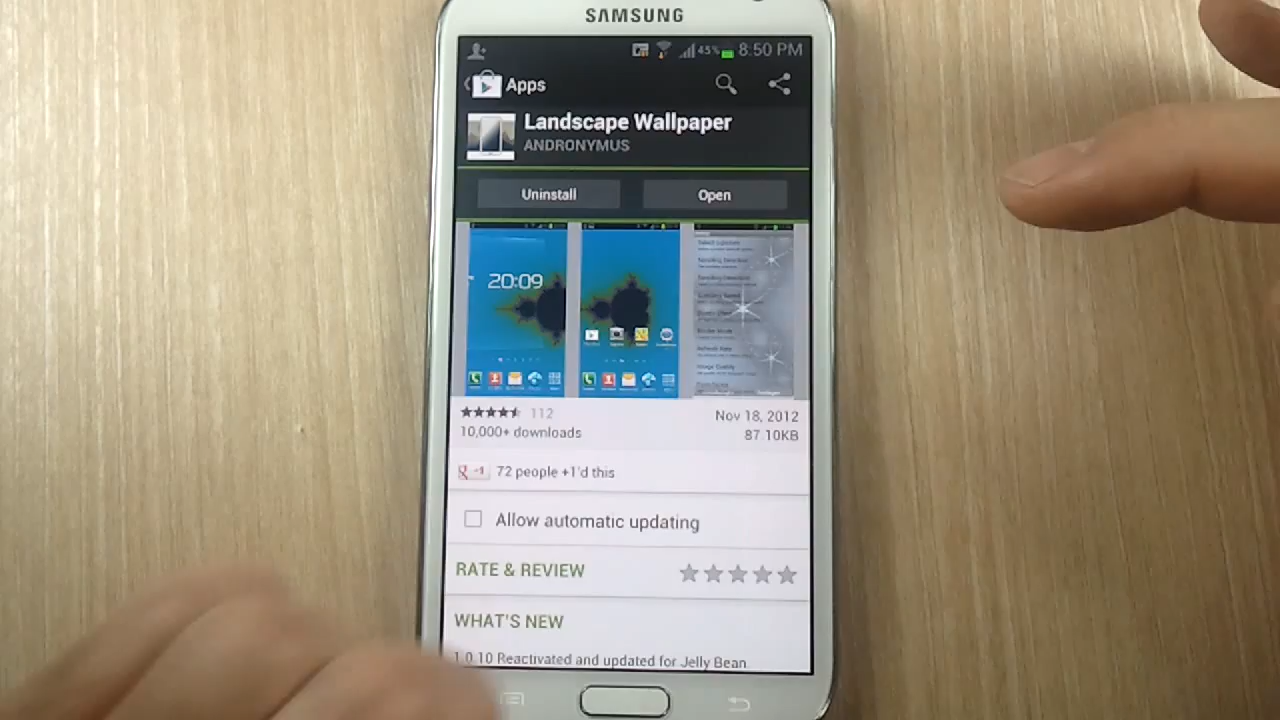 SAMSUNG
45% 8:50 PM
Apps
Landscape Wallpaper
ANDRONYMUS
Uninstall
Open
20:09
112
10,000+ downloads
Nov 18, 2012
87.10KB
+1
72 people +1'd this
Allow automatic updating
RATE & REVIEW
WHAT'S NEW
1.0.10 Reactivated and updated for Jelly Bean